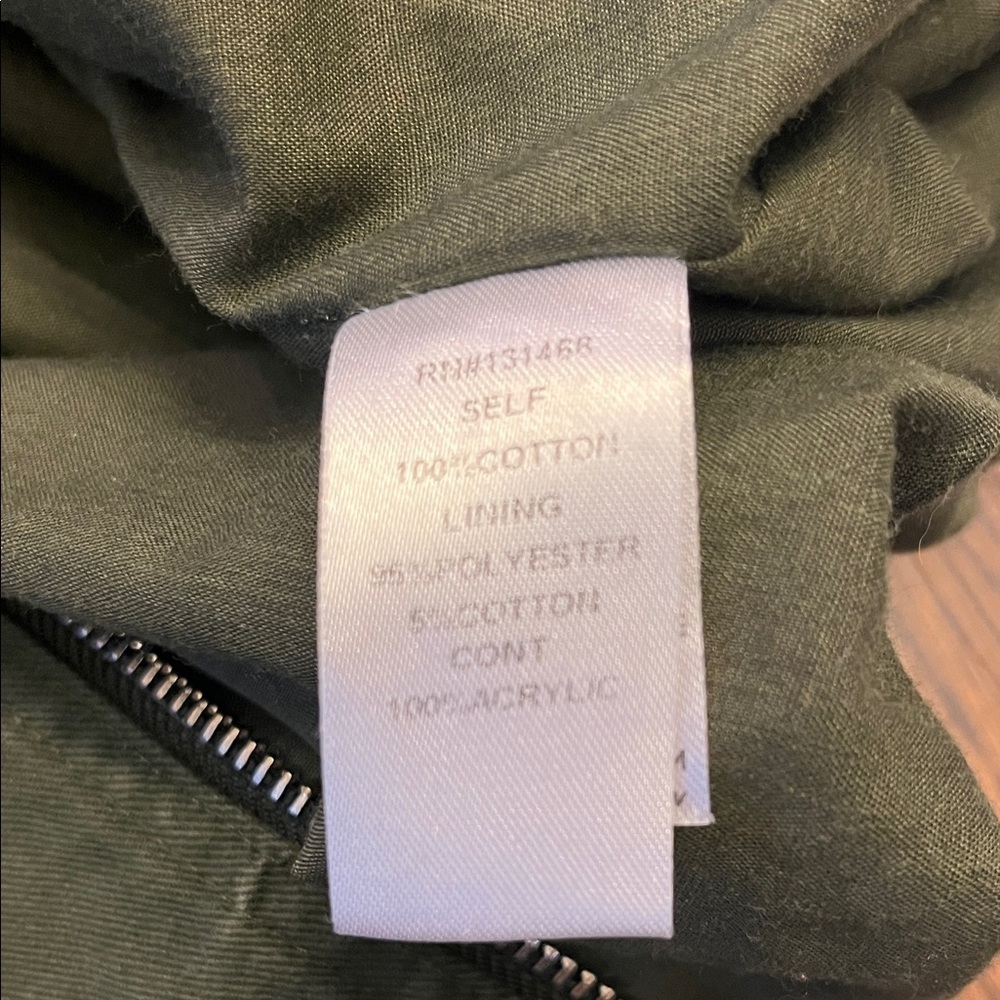 RN#131468
SELF
100%COTTON
LINING
95%POLYESTER
5%COTTON
CONT
100%ACRYLIC